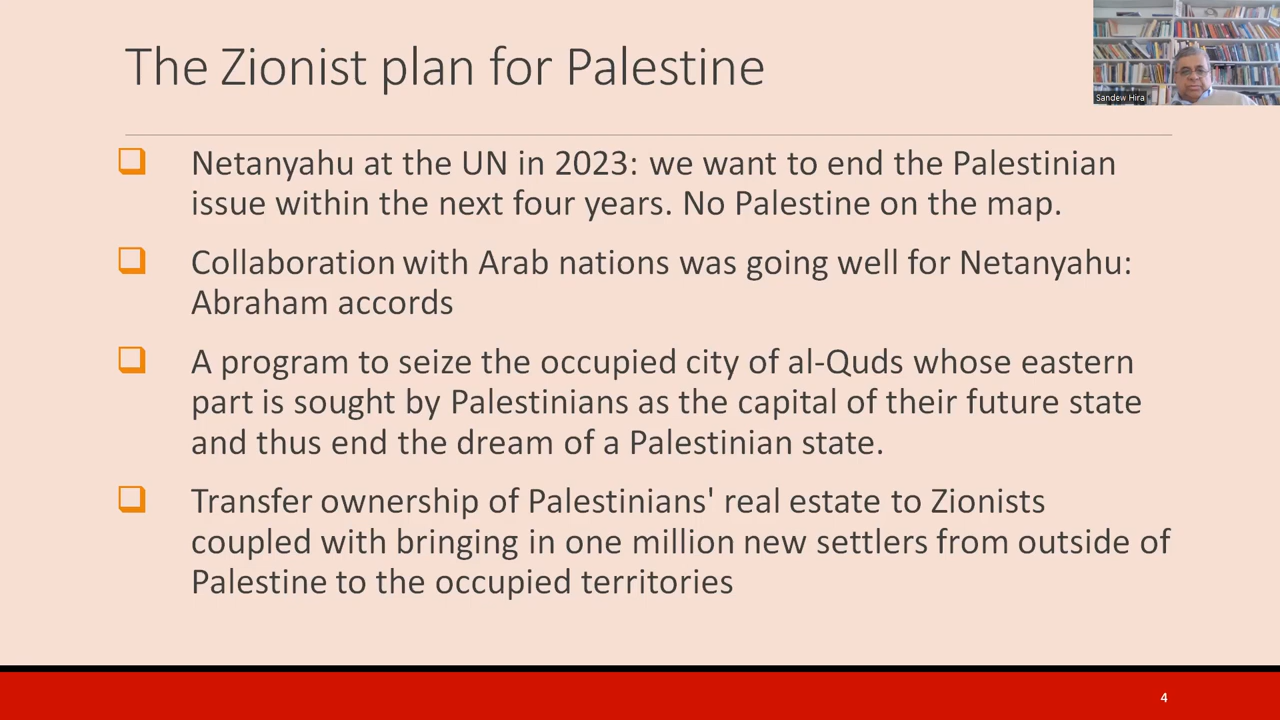 The Zionist plan for Palestine
Sandew Hira
Netanyahu at the UN in 2023: we want to end the Palestinian
issue within the next four years. No Palestine on the map.
Collaboration with Arab nations was going well for Netanyahu:
Abraham accords
A program to seize the occupied city of al-Quds whose eastern
part is sought by Palestinians as the capital of their future state
and thus end the dream of a Palestinian state.
Transfer ownership of Palestinians' real estate to Zionists
coupled with bringing in one million new settlers from outside of
Palestine to the occupied territories
4